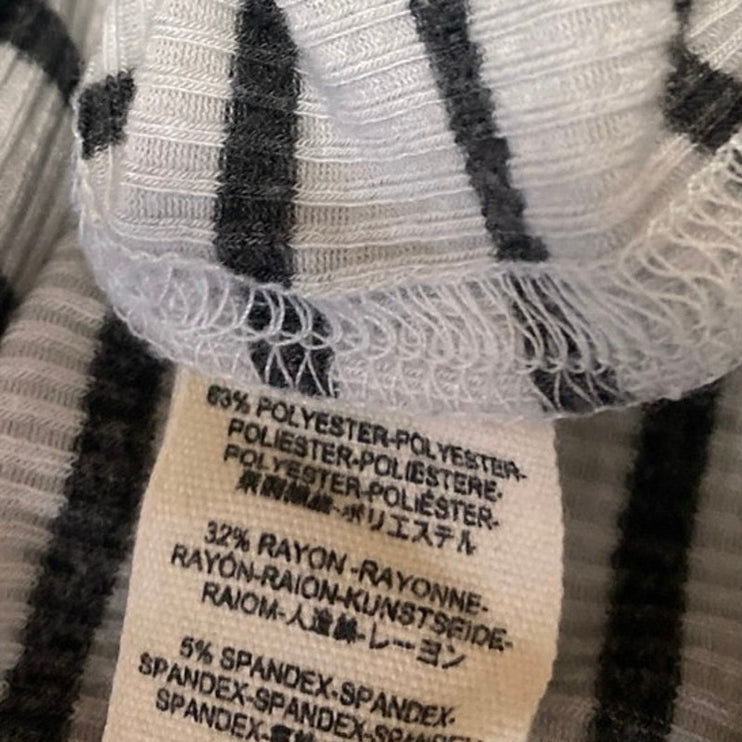 63% POLYESTER-POLYESTER-
POLIESTER-POLIESTERE-
POLYESTER-POLIÉSTER-
聚酯纖維-ポリエステル
32% RAYON -RAYONNE-
RAYÓN-RAION-KUNSTSEIDE-
RAIOM-人造絲-レーヨン
5% SPANDEX-SPANDEX-
SPANDEX-SPANDEX-SPANDEX-
SPANDEX-